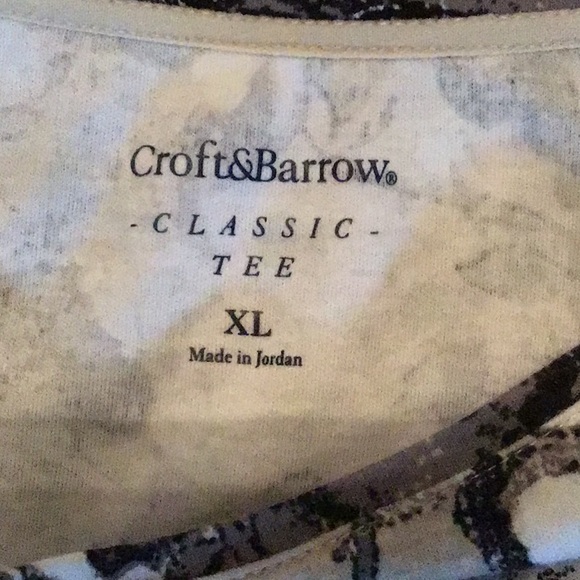 Croft&Barrow®
- CLASSIC -
TEE
XL
Made in Jordan